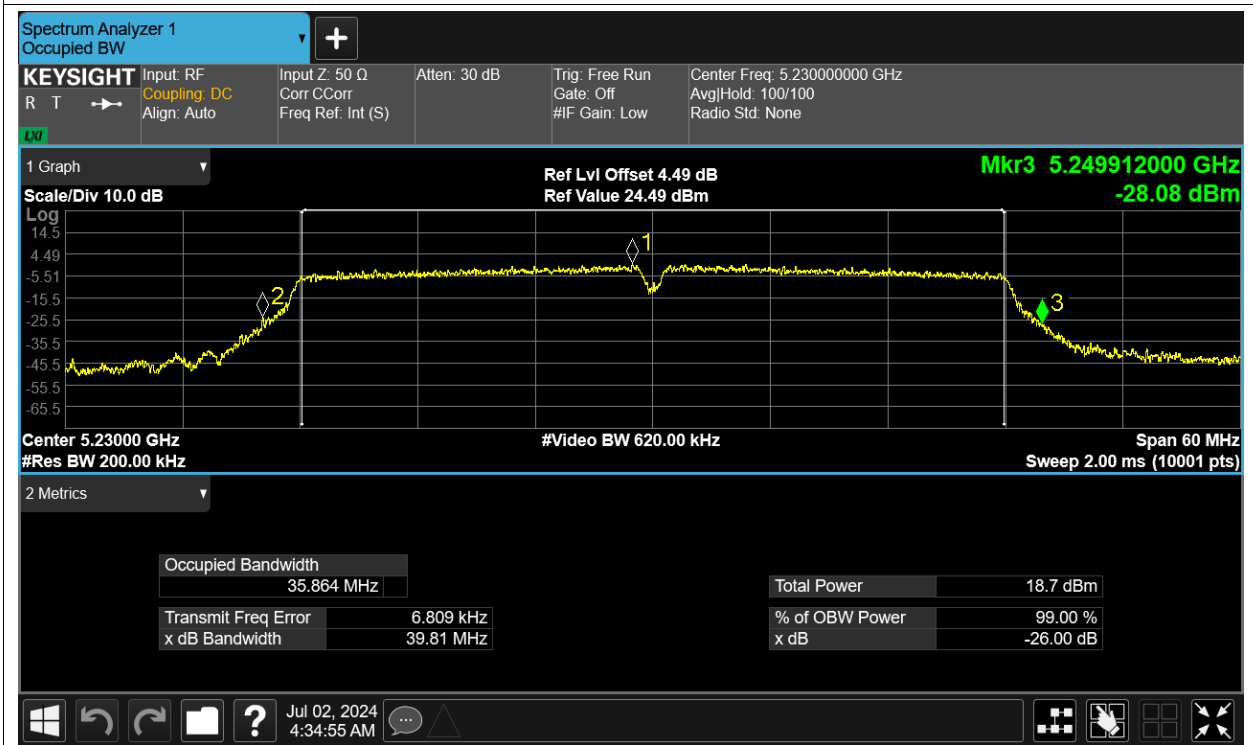 Spectrum Analyzer 1
Occupied BW
KEYSIGHT
R T
LXI
Input: RF
Coupling: DC
Align: Auto
Input Z: 50 Ω
Corr CCorr
Freq Ref: Int (S)
Atten: 30 dB
Trig: Free Run
Gate: Off
#IF Gain: Low
Center Freq: 5.230000000 GHz
Avg|Hold: 100/100
Radio Std: None
1 Graph
Scale/Div 10.0 dB
Ref Lvl Offset 4.49 dB
Ref Value 24.49 dBm
Mkr3 5.249912000 GHz
-28.08 dBm
Log
14.5
4.49
-5.51
-15.5
-25.5
-35.5
-45.5
-55.5
-65.5
1
2
3
Center 5.23000 GHz
#Res BW 200.00 kHz
#Video BW 620.00 kHz
Span 60 MHz
Sweep 2.00 ms (10001 pts)
2 Metrics
Occupied Bandwidth
35.864 MHz
Transmit Freq Error 6.809 kHz
x dB Bandwidth 39.81 MHz
Total Power 18.7 dBm
% of OBW Power 99.00 %
x dB -26.00 dB
?
Jul 02, 2024
4:34:55 AM